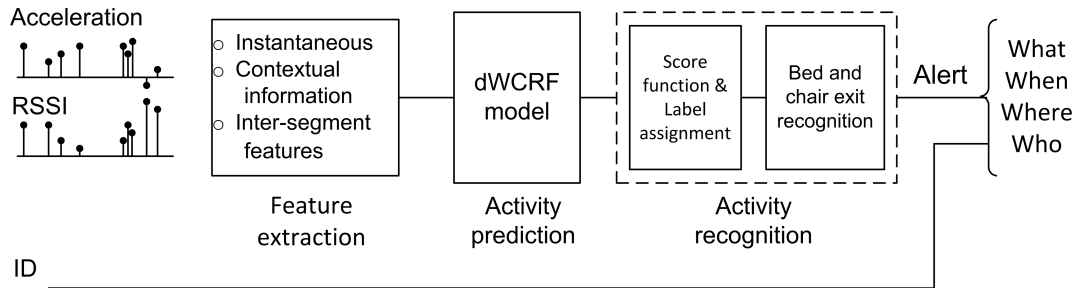 Acceleration
RSSI
○ Instantaneous
○ Contextual
information
○ Inter-segment
features
Feature
extraction
dWCRF
model
Activity
prediction
Score
function &
Label
assignment
Bed and
chair exit
recognition
Activity
recognition
Alert
What
When
Where
Who
ID